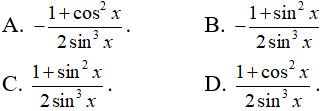 A. $-\frac{1+\cos^2 x}{2\sin^3 x}$. B. $-\frac{1+\sin^2 x}{2\sin^3 x}$
C. $\frac{1+\sin^2 x}{2\sin^3 x}$. D. $\frac{1+\cos^2 x}{2\sin^3 x}$.